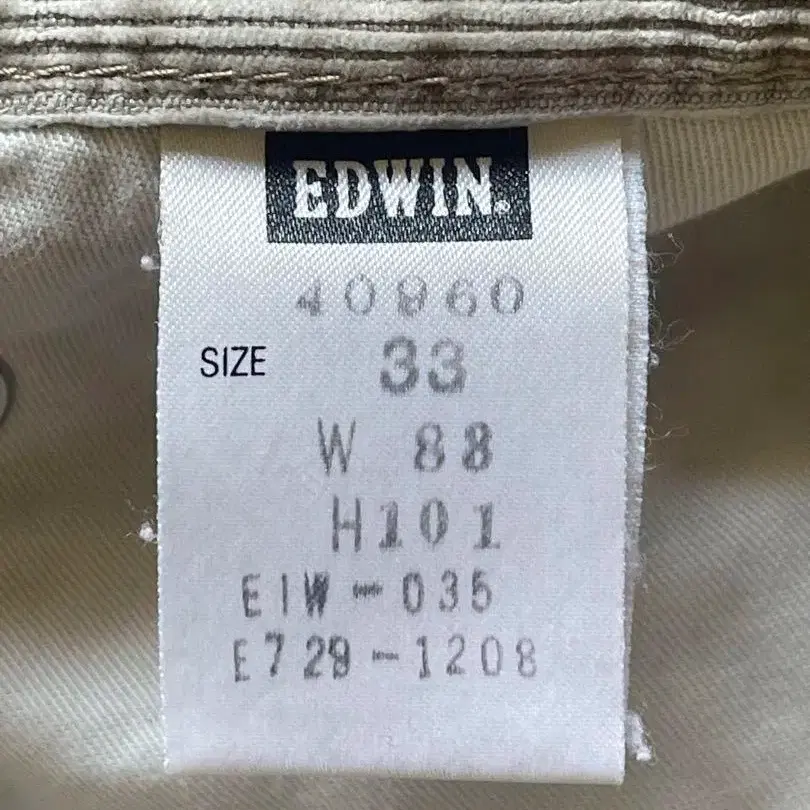 EDWIN®
40960
SIZE 33
W 88
H101
EIW-035
E729-1208